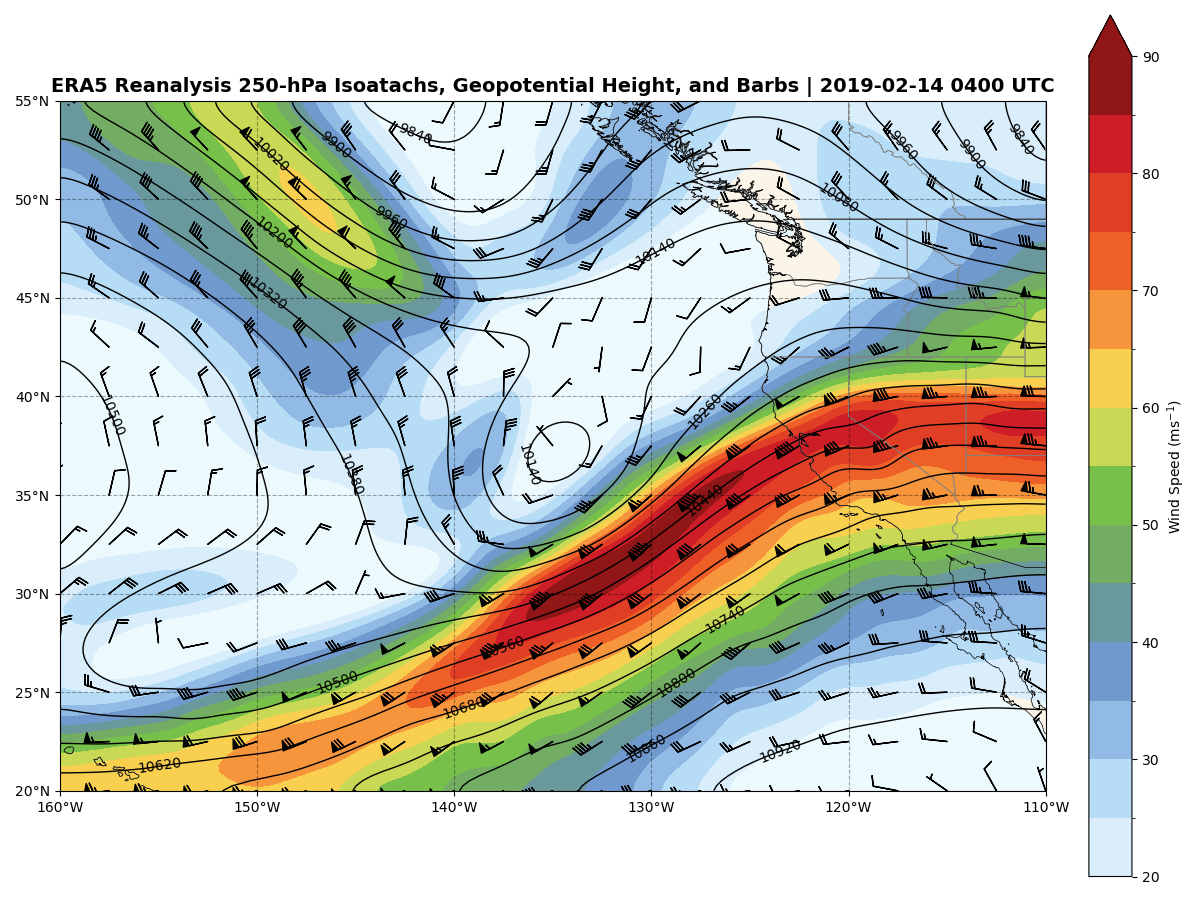 ERA5 Reanalysis 250-hPa Isoatachs, Geopotential Height, and Barbs | 2019-02-14 0400 UTC
55°N
50°N
45°N
40°N
35°N
30°N
25°N
20°N
160°W
150°W
140°W
130°W
120°W
110°W
9840
9900
10020
9960
10200
10320
10140
10080
9960
9900
9840
10500
10380
10140
10260
10440
10560
10500
10680
10620
10740
10800
10860
10920
90
80
70
60
50
40
30
20
Wind Speed (ms⁻¹)